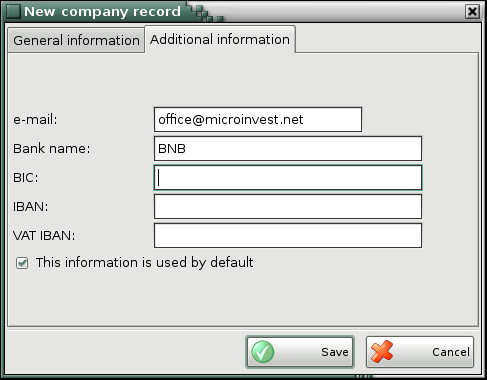 New company record
General information
Additional information
e-mail:
office@microinvest.net
Bank name:
BNB
BIC:
IBAN:
VAT IBAN:
This information is used by default
Save
Cancel